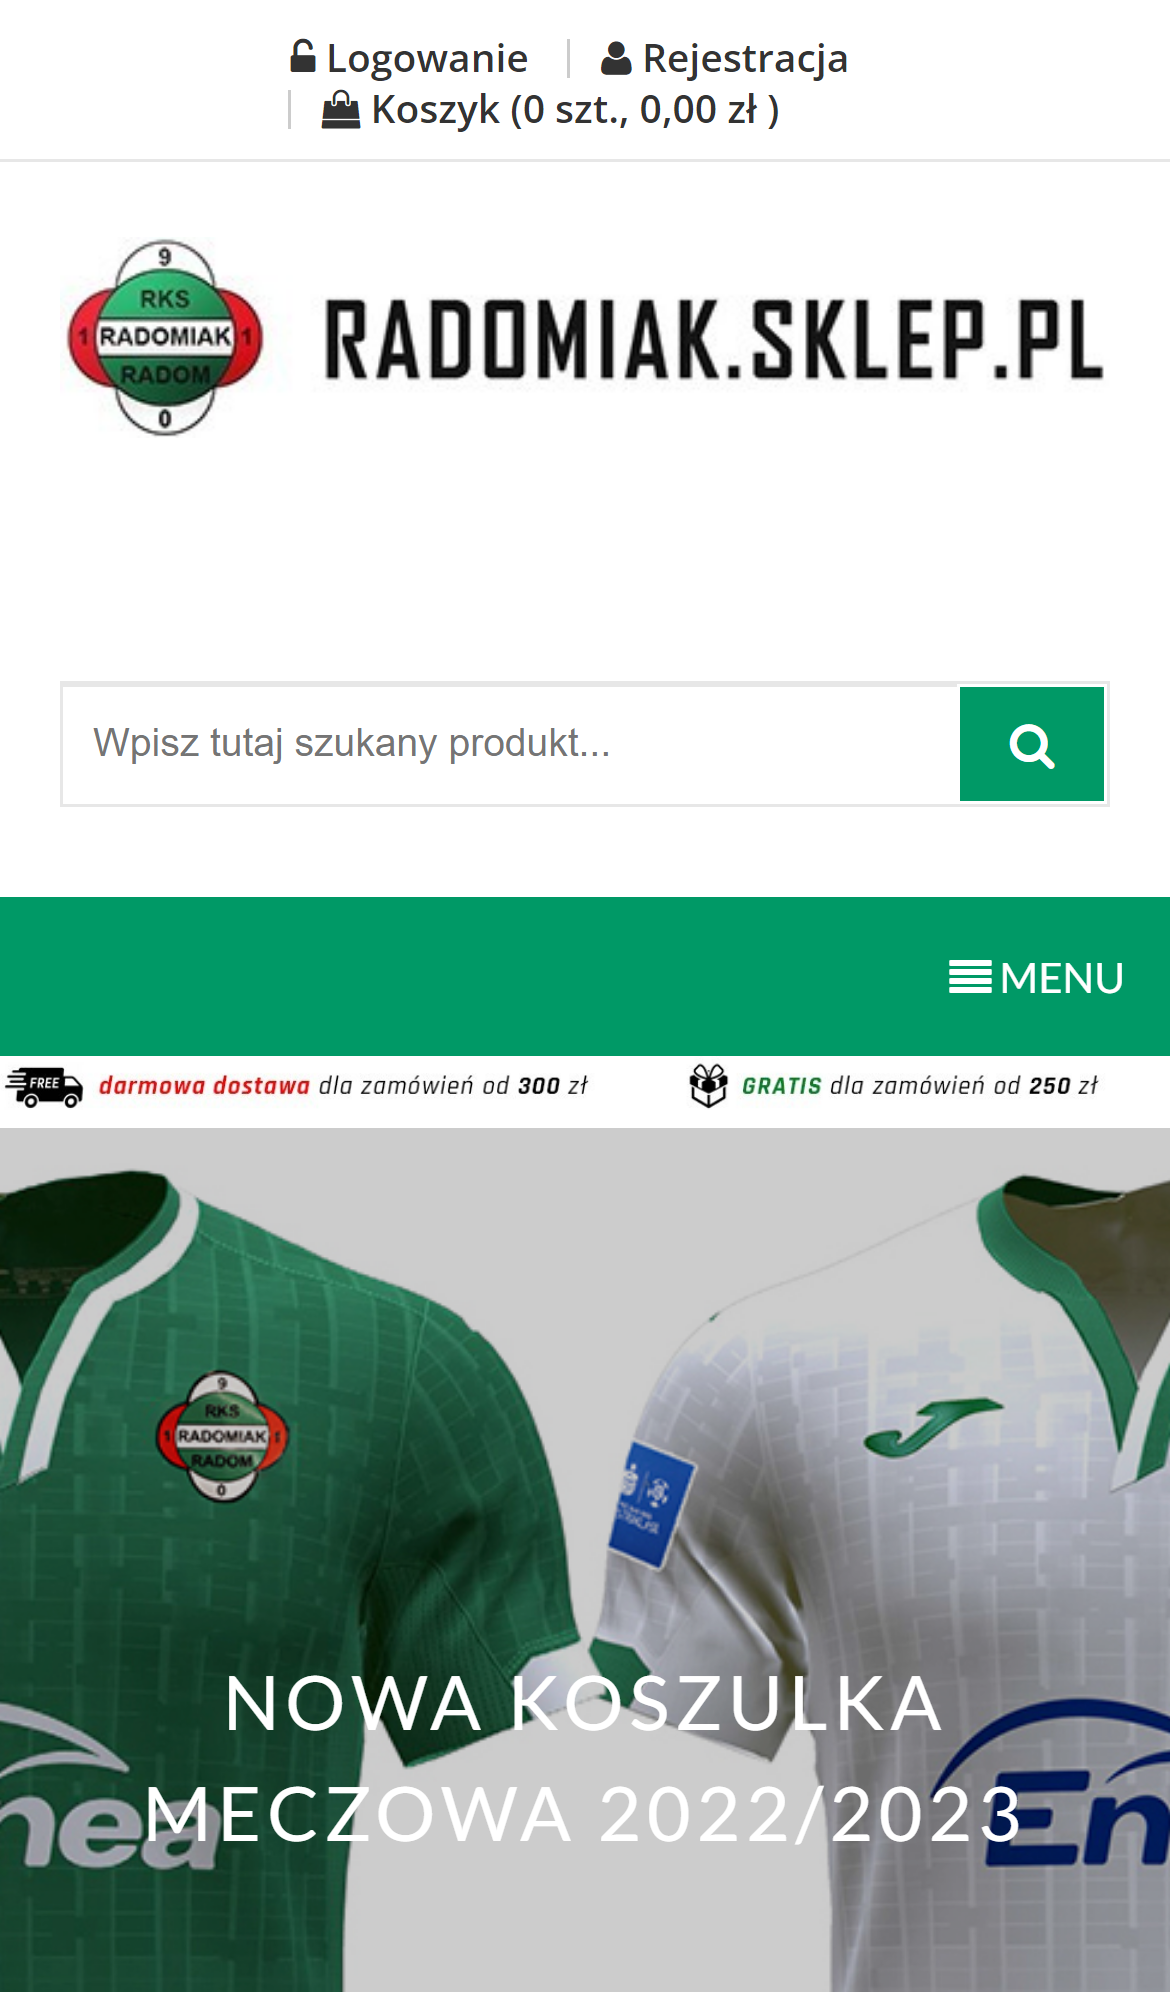 Logowanie
Rejestracja
Koszyk (0 szt., 0,00 zł )
9
RKS
1 RADOMIAK 1
RADOM
0
RADOMIAK.SKLEP.PL
Wpisz tutaj szukany produkt...
MENU
FREE darmowa dostawa dla zamówień od 300 zł
GRATIS dla zamówień od 250 zł
9
RKS
1 RADOMIAK 1
RADOM
0
NOWA KOSZULKA
MECZOWA 2022/2023
nea
En